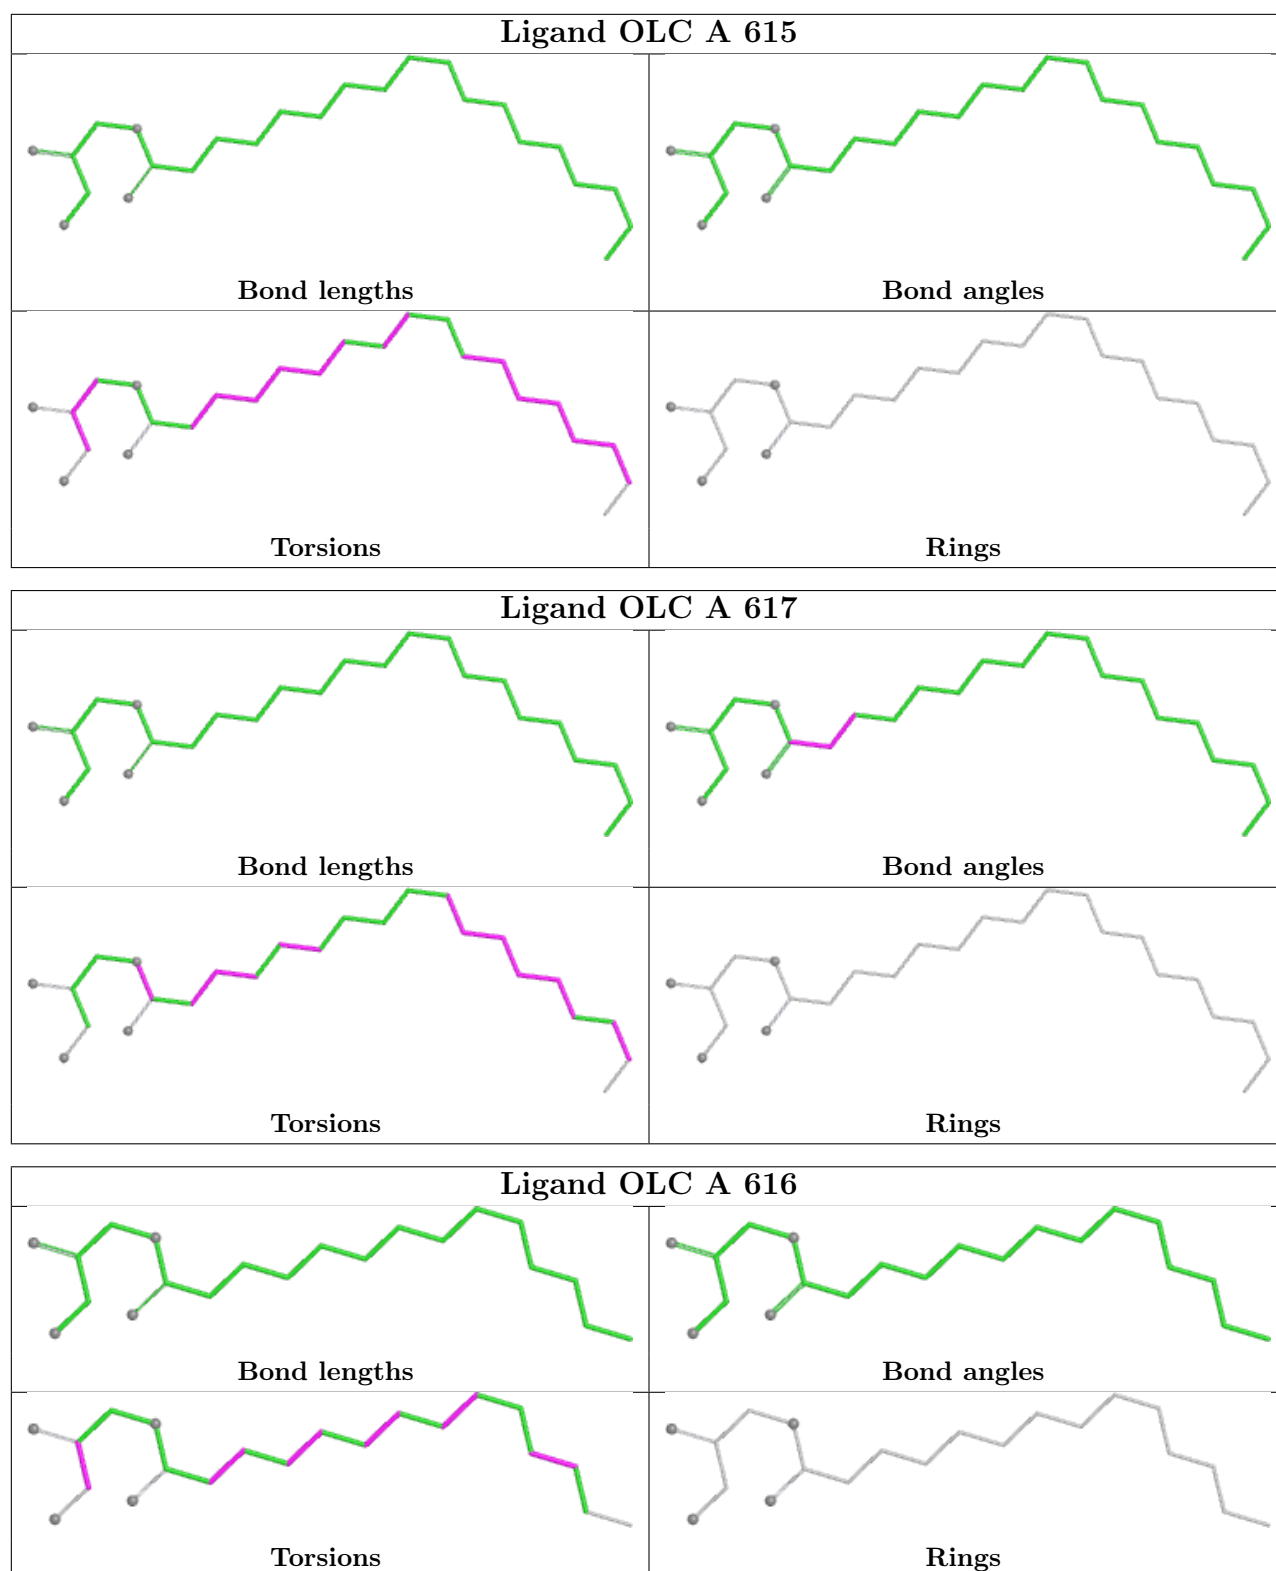 Ligand OLC A 615
Bond lengths
Bond angles
Torsions
Rings
Ligand OLC A 617
Bond lengths
Bond angles
Torsions
Rings
Ligand OLC A 616
Bond lengths
Bond angles
Torsions
Rings